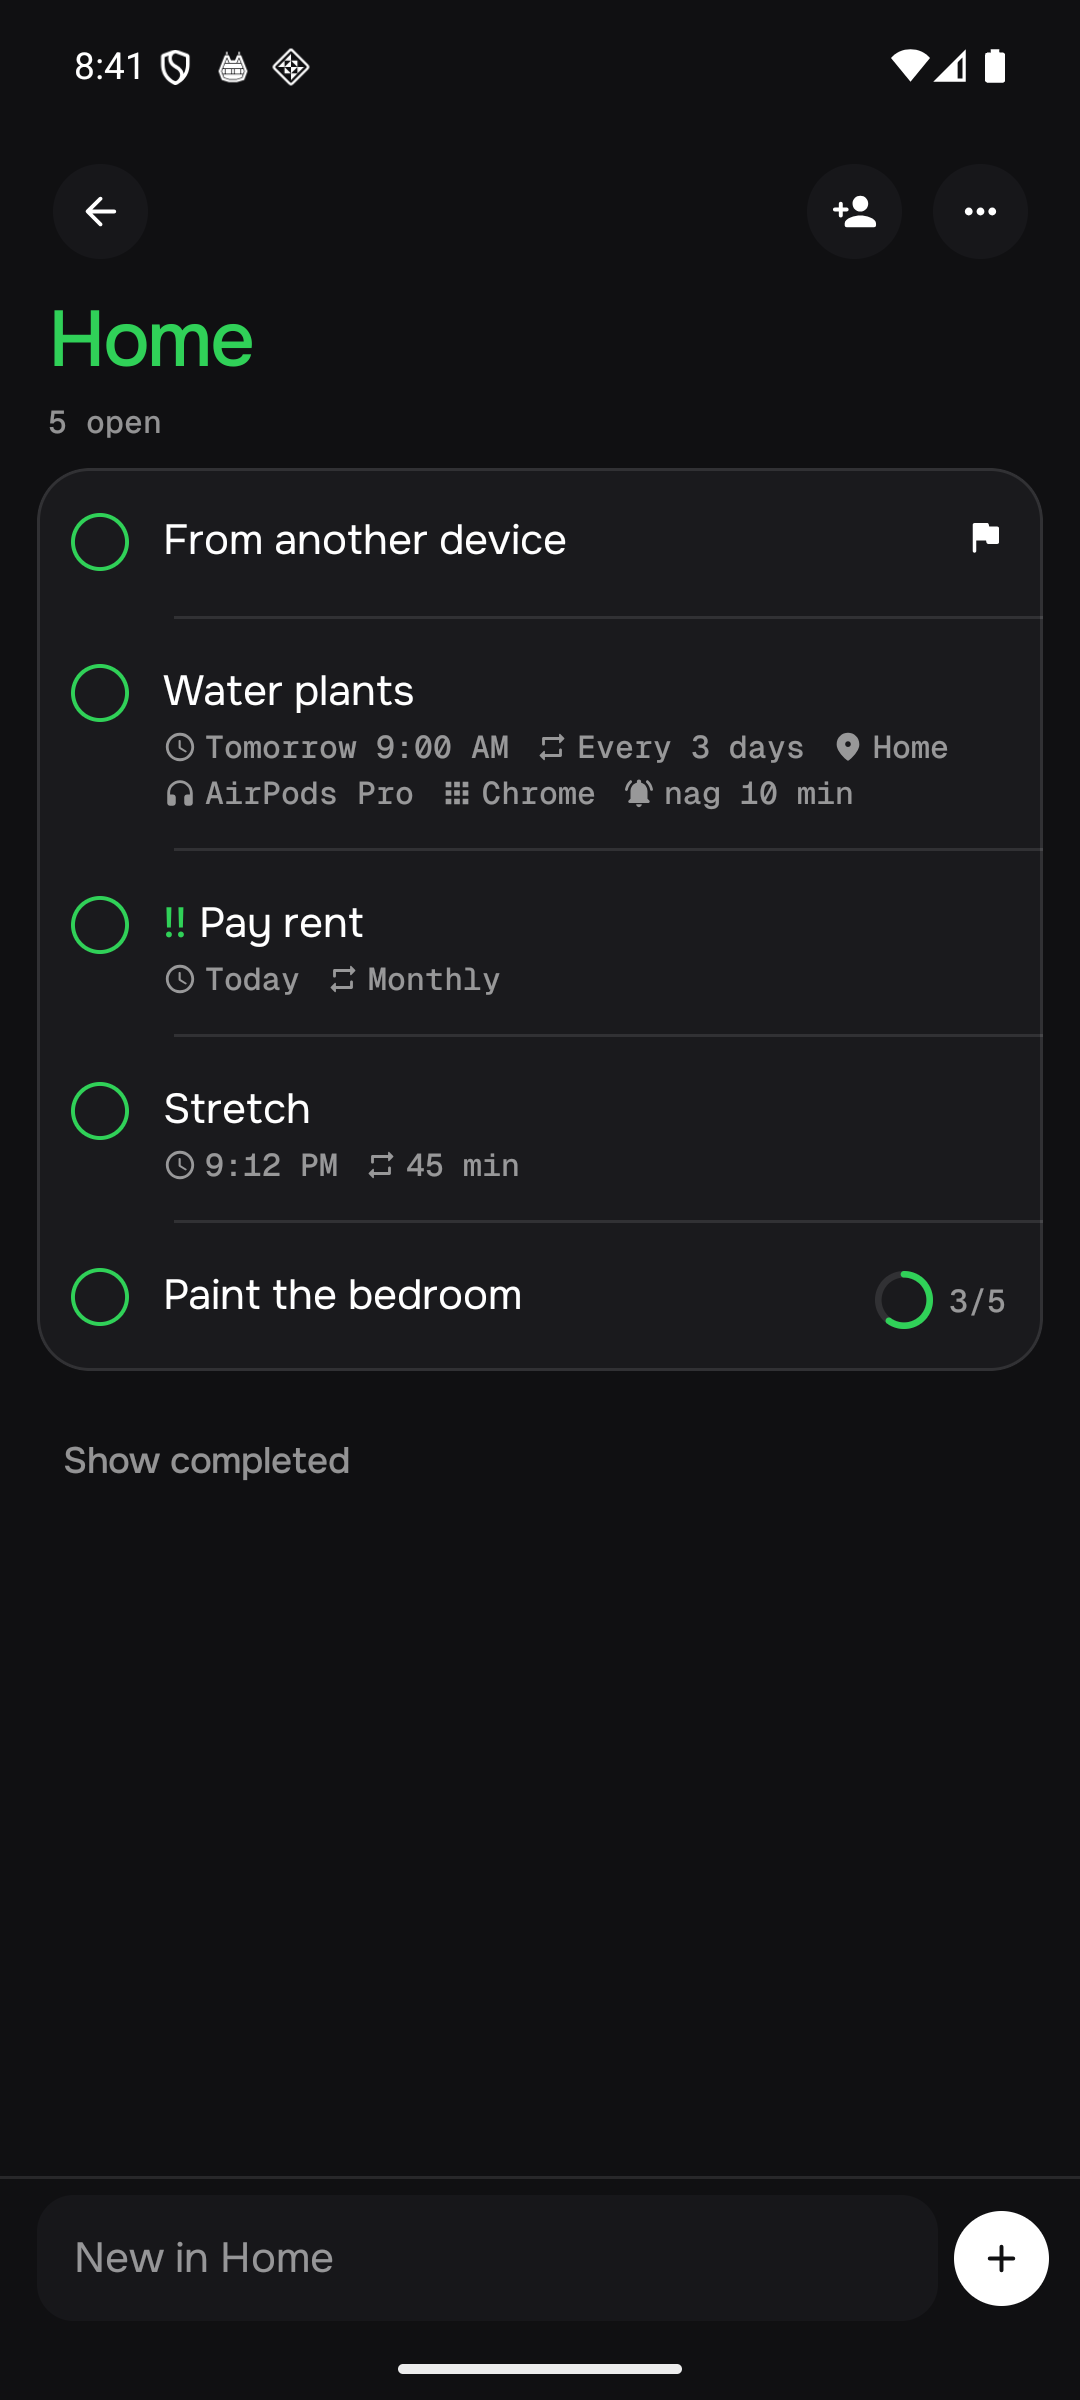 8:41
Home
5 open
From another device
Water plants
Tomorrow 9:00 AM Every 3 days Home
AirPods Pro Chrome nag 10 min
!! Pay rent
Today Monthly
Stretch
9:12 PM 45 min
Paint the bedroom 3/5
Show completed
New in Home